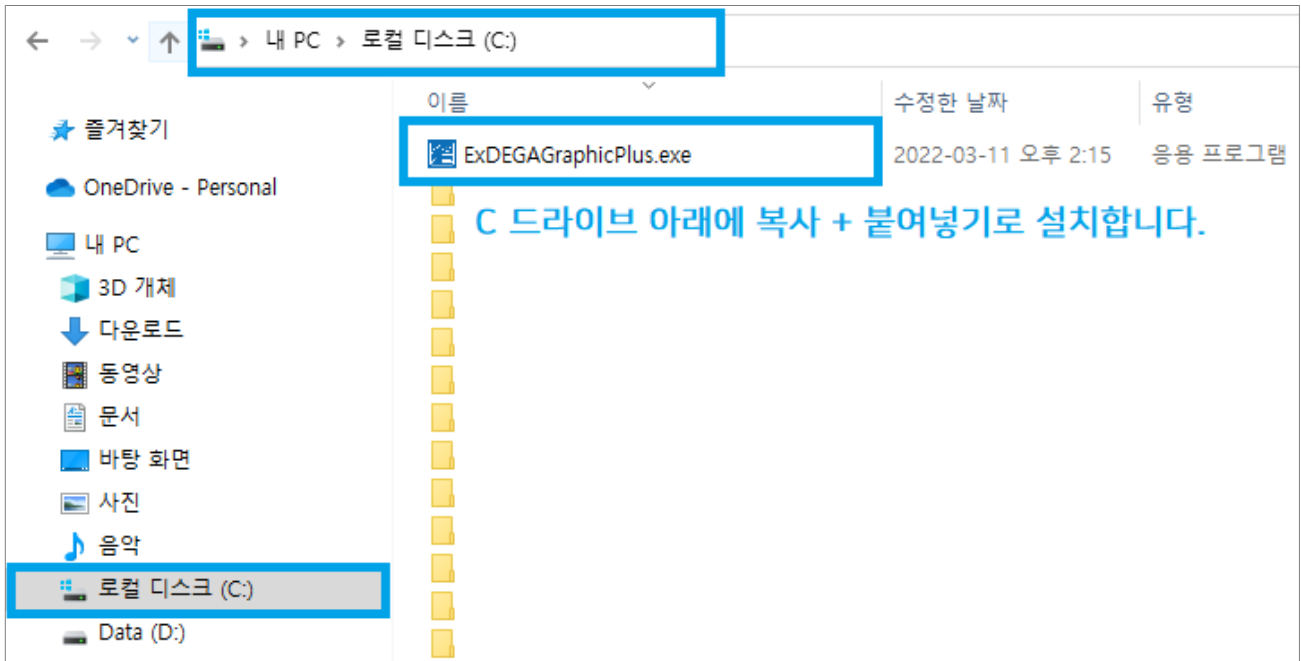 내 PC › 로컬 디스크 (C:)
이름 수정한 날짜 유형
즐겨찾기
ExDEGAGraphicPlus.exe 2022-03-11 오후 2:15 응용 프로그램
OneDrive - Personal
C 드라이브 아래에 복사 + 붙여넣기로 설치합니다.
내 PC
3D 개체
다운로드
동영상
문서
바탕 화면
사진
음악
로컬 디스크 (C:)
Data (D:)